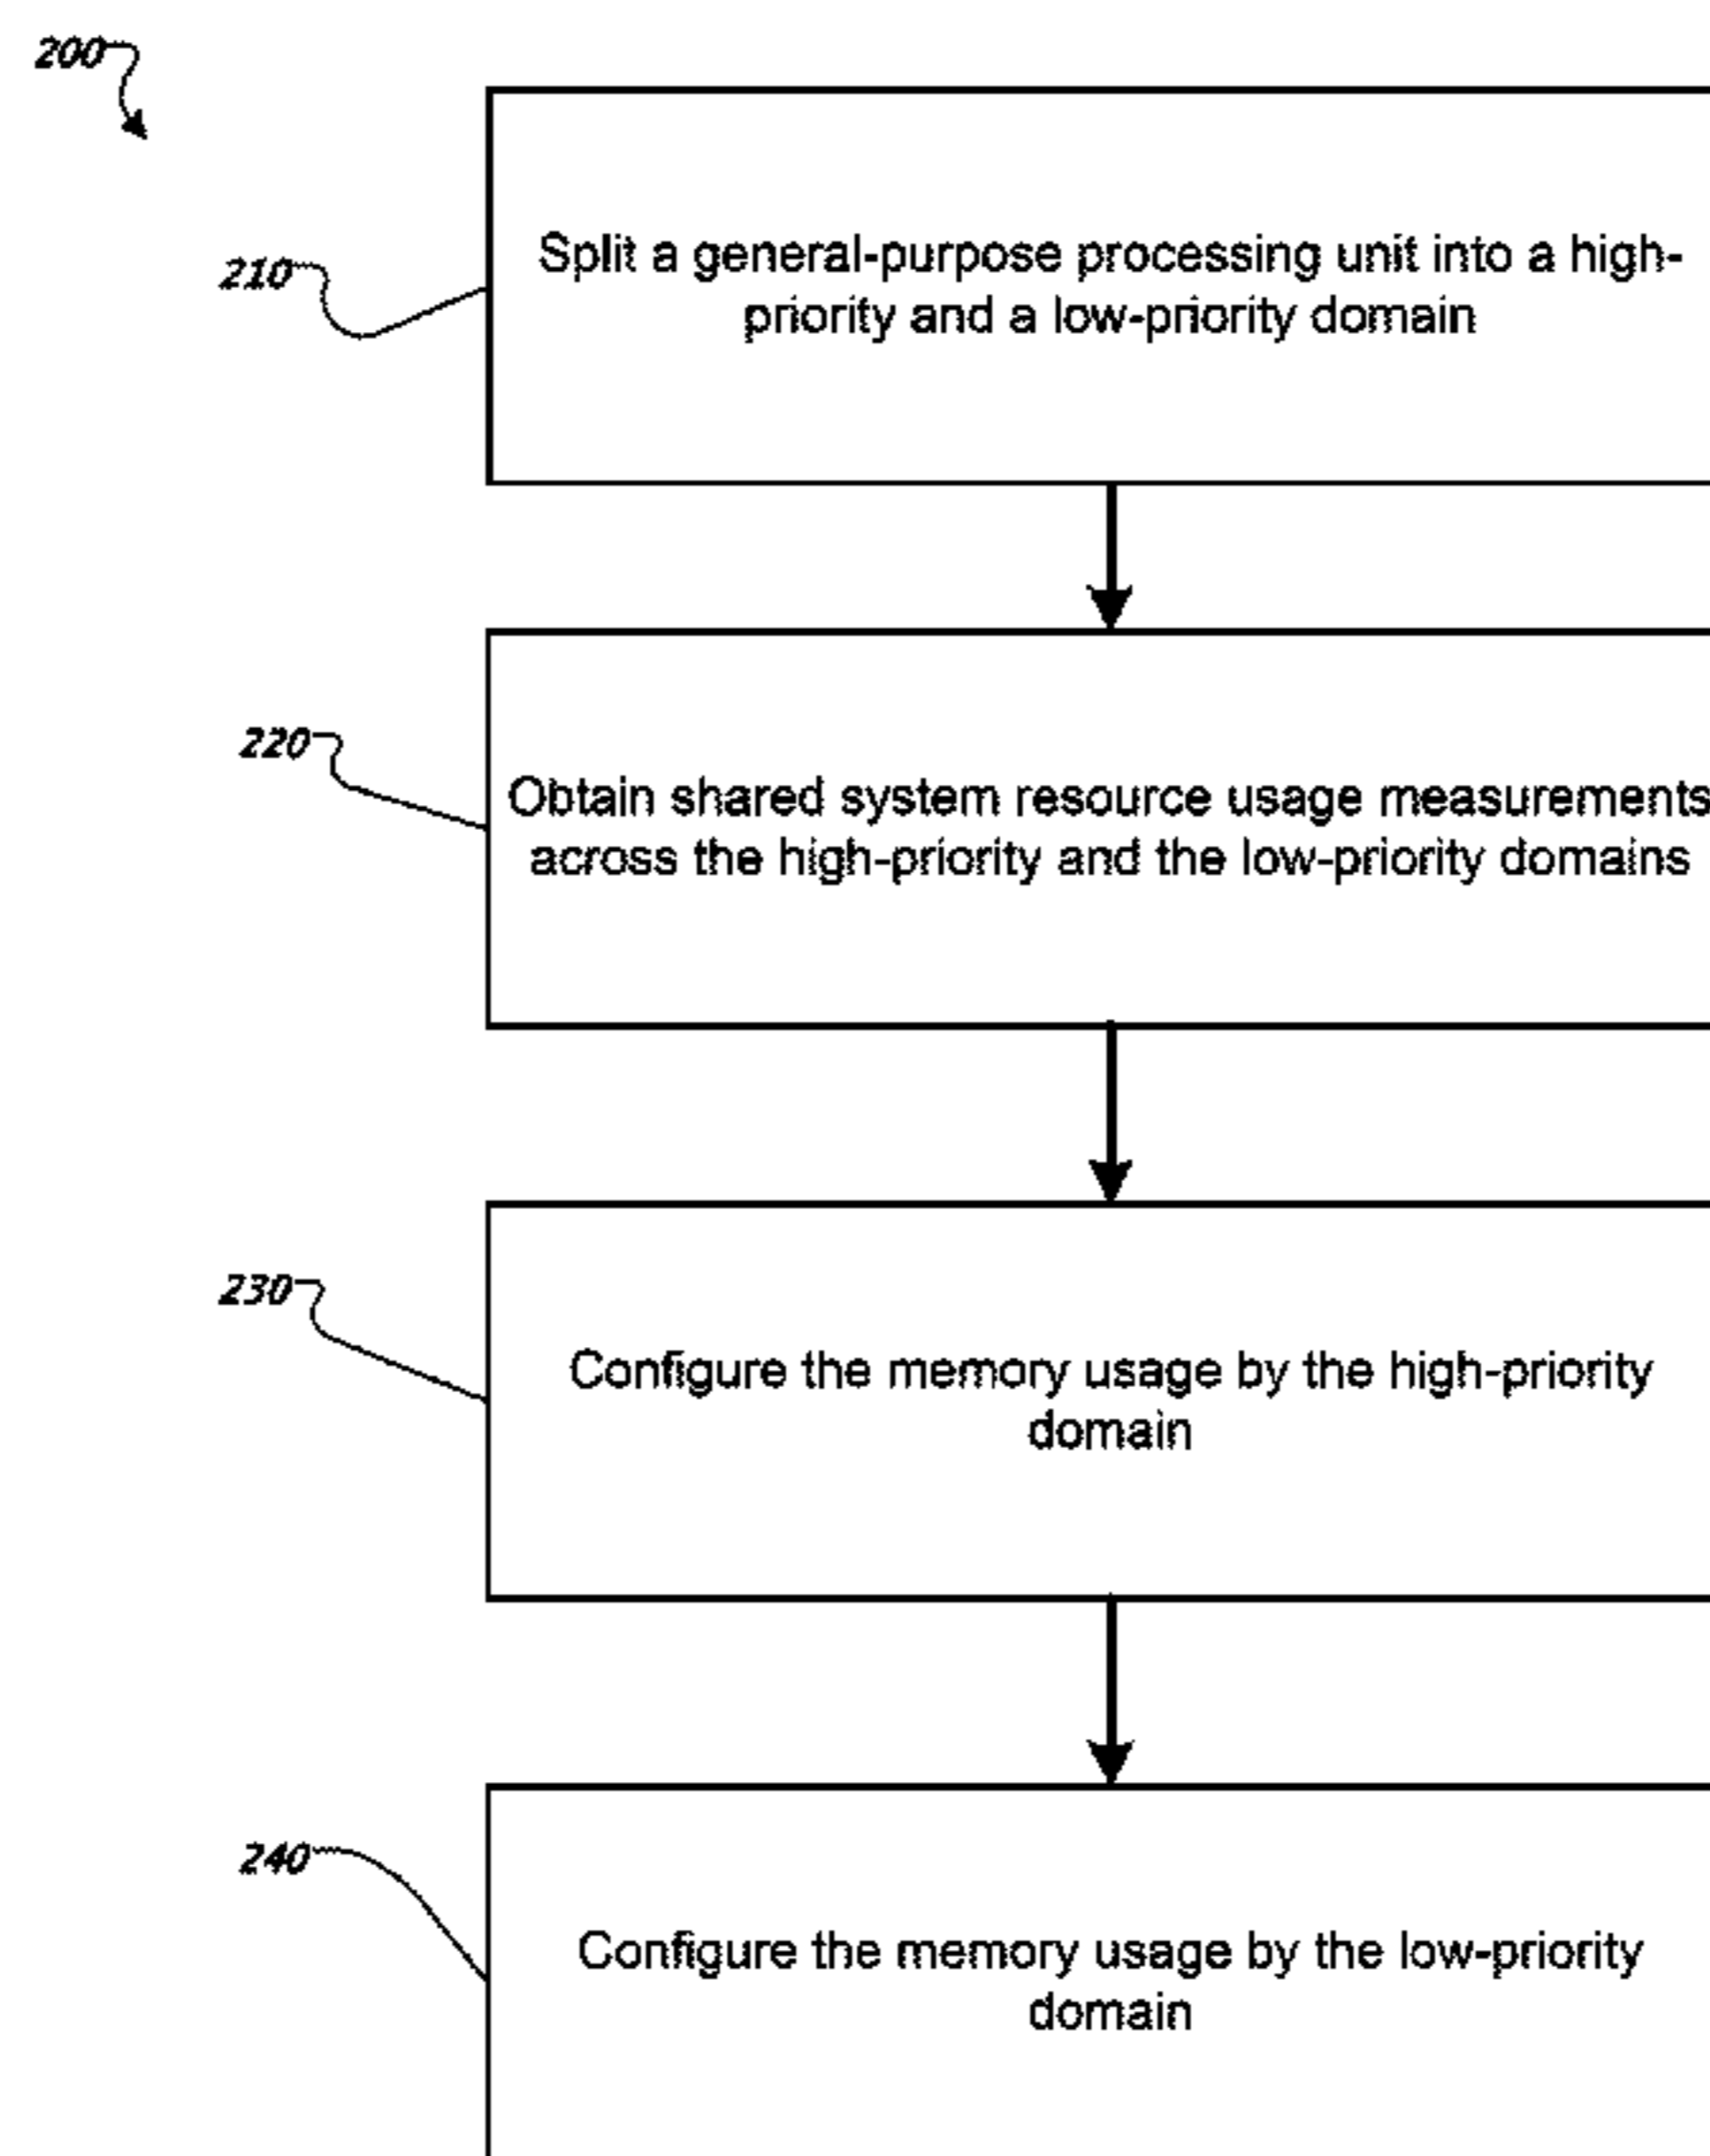 200
210
Split a general-purpose processing unit into a high-
priority and a low-priority domain
220
Obtain shared system resource usage measurements
across the high-priority and the low-priority domains
230
Configure the memory usage by the high-priority
domain
240
Configure the memory usage by the low-priority
domain